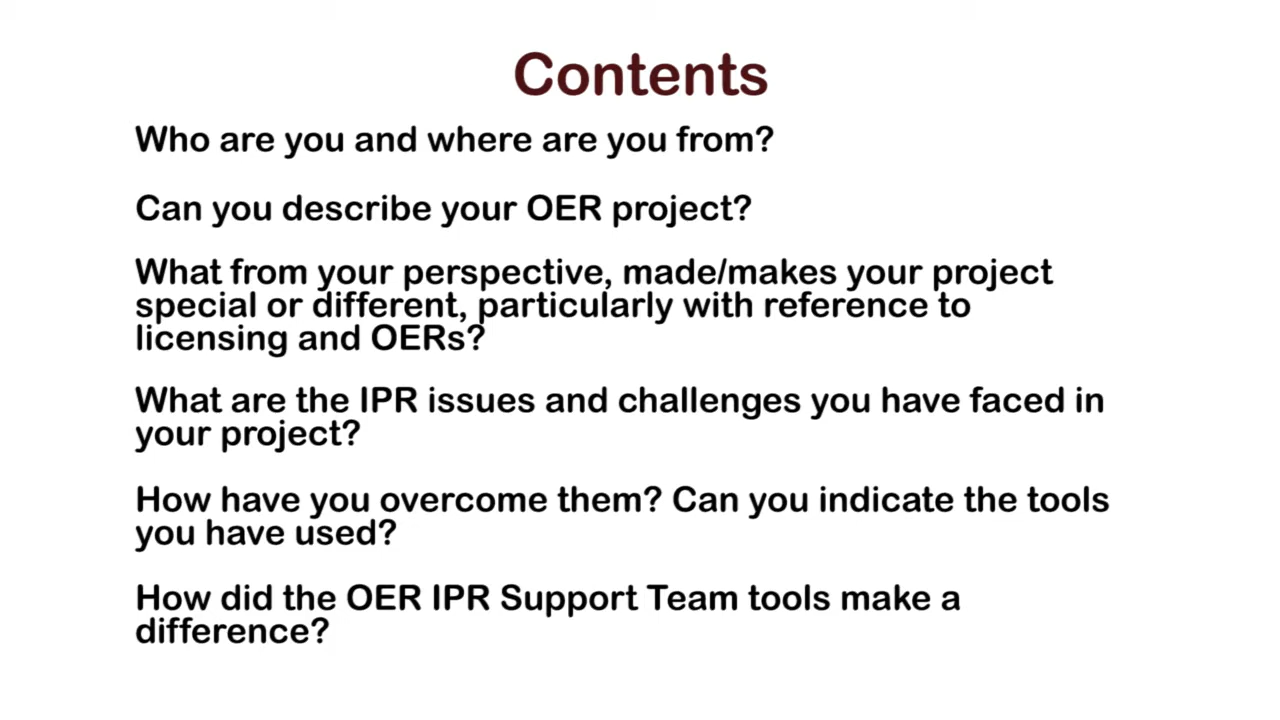 Contents
Who are you and where are you from?
Can you describe your OER project?
What from your perspective, made/makes your project
special or different, particularly with reference to
licensing and OERs?
What are the IPR issues and challenges you have faced in
your project?
How have you overcome them? Can you indicate the tools
you have used?
How did the OER IPR Support Team tools make a
difference?